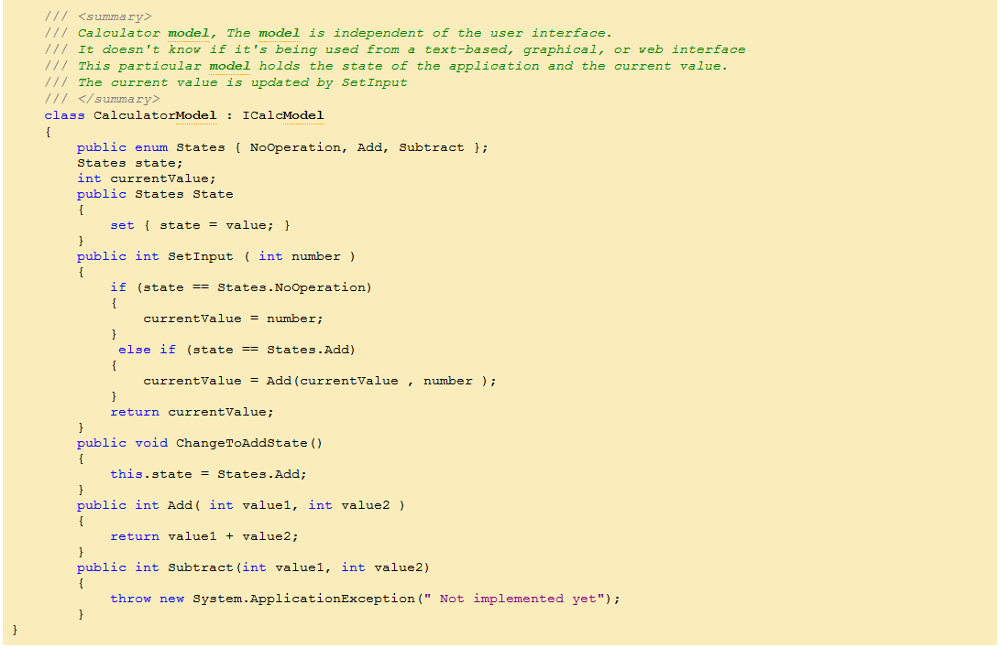 /// <summary>
/// Calculator model, The model is independent of the user interface.
/// It doesn't know if it's being used from a text-based, graphical, or web interface
/// This particular model holds the state of the application and the current value.
/// The current value is updated by SetInput
/// </summary>
class CalculatorModel : ICalcModel
{
    public enum States { NoOperation, Add, Subtract };
    States state;
    int currentValue;
    public States State
    {
        set { state = value; }
    }
    public int SetInput ( int number )
    {
        if (state == States.NoOperation)
        {
            currentValue = number;
        }
         else if (state == States.Add)
        {
            currentValue = Add(currentValue , number );
        }
        return currentValue;
    }
    public void ChangeToAddState()
    {
        this.state = States.Add;
    }
    public int Add( int value1, int value2 )
    {
        return value1 + value2;
    }
    public int Subtract(int value1, int value2)
    {
        throw new System.ApplicationException(" Not implemented yet");
    }
}